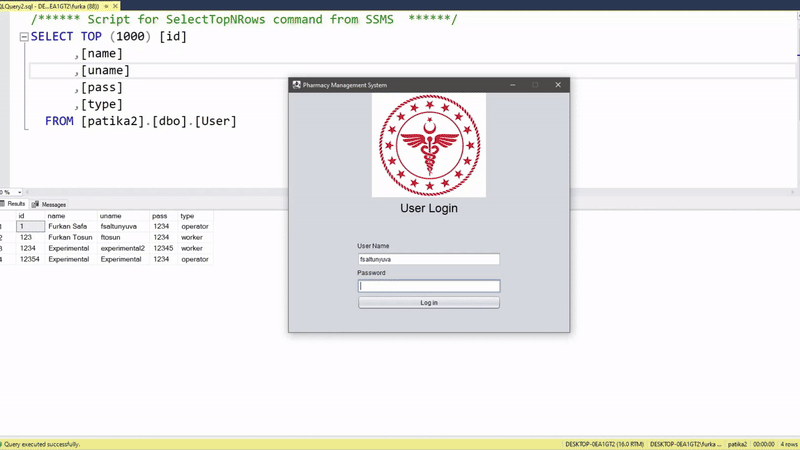 QLQuery2.sql - DE...EA1GT2\furka (88))
/****** Script for SelectTopNRows command from SSMS  ******/
SELECT TOP (1000) [id]
,[name]
,[uname]
,[pass]
,[type]
FROM [patika2].[dbo].[User]
Pharmacy Management System
User Login
User Name
fsaltunyuva
Password
Log in
0 %
Results Messages
id name uname pass type
1 1 Furkan Safa fsaltunyuva 1234 operator
2 123 Furkan Tosun ftosun 1234 worker
3 1234 Experimental experimental2 12345 worker
4 12354 Experimental Experimental 1234 operator
Query executed successfully.
DESKTOP-0EA1GT2 (16.0 RTM) DESKTOP-0EA1GT2\furka ... patika2 00:00:00 4 rows